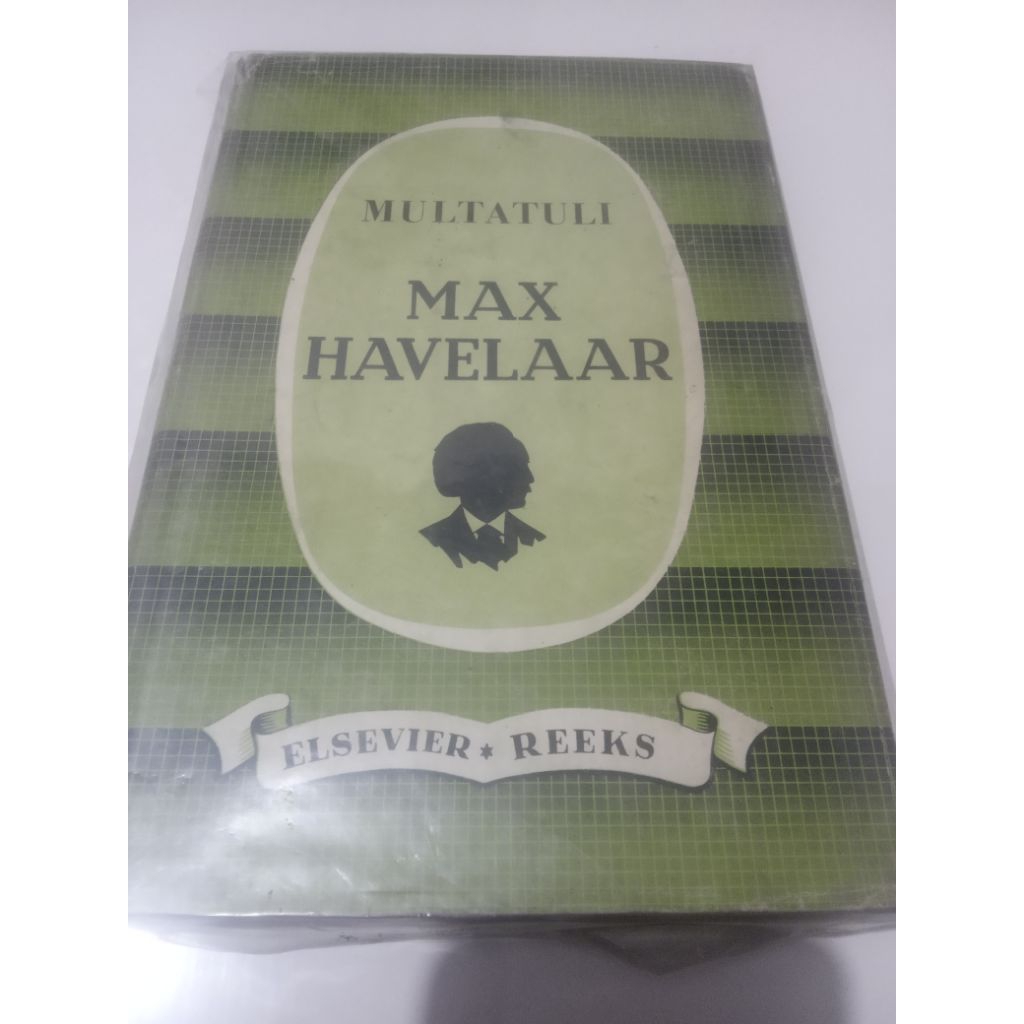 MULTATULI
MAX
HAVELAAR
ELSEVIER * REEKS